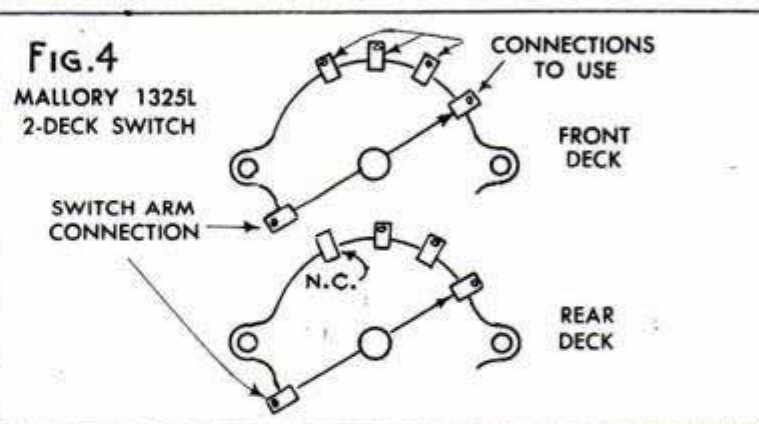 FIG.4
MALLORY 1325L
2-DECK SWITCH
CONNECTIONS
TO USE
FRONT
DECK
SWITCH ARM
CONNECTION
N.C.
REAR
DECK